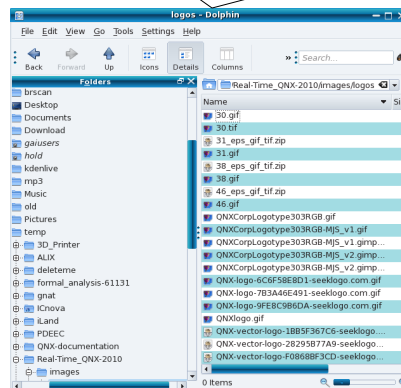 logos - Dolphin
File Edit View Go Tools Settings Help
Back Forward Up Icons Details Columns » Search...
Folders
brscan
Desktop
Documents
Download
gaiusers
hold
kdenlive
mp3
Music
old
Pictures
temp
3D_Printer
ALIX
deleteme
formal_analysis-61131
gnat
ICnova
iLand
PDEEC
QNX-documentation
Real-Time_QNX-2010
images
/Real-Time_QNX-2010/images/logos
Name Si
30.gif
30.tif
31_eps_gif_tif.zip
31.gif
38_eps_gif_tif.zip
38.gif
46_eps_gif_tif.zip
46.gif
QNXCorpLogotype303RGB.gif
QNXCorpLogotype303RGB-MJS_v1.gif
QNXCorpLogotype303RGB-MJS_v1.gimp...
QNXCorpLogotype303RGB-MJS_v2.gimp...
QNXCorpLogotype303RGB-MJS_v2.gimp...
QNX-logo-6C6F58E8D1-seeklogo.com.gif
QNX-logo-7B3A46E491-seeklogo.com.gif
QNX-logo-9FE8C9B6DA-seeklogo.com.gif
QNXlogo.gif
QNX-vector-logo-1BB5F367C6-seeklogo....
QNX-vector-logo-28295B77A9-seeklogo....
QNX-vector-logo-F0868BF3CD-seeklogo...
0 Items